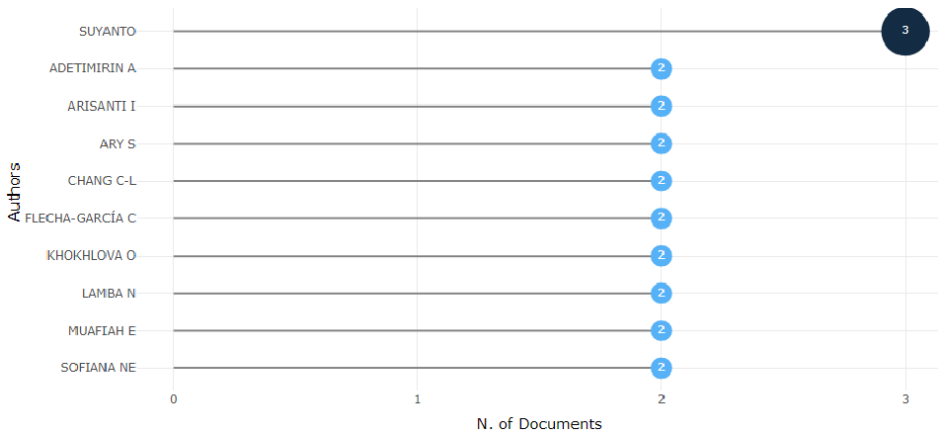 Authors
SUYANTO 3
ADETIMIRIN A 2
ARISANTI I 2
ARY S 2
CHANG C-L 2
FLECHA-GARCÍA C 2
KHOKHLOVA O 2
LAMBA N 2
MUAFIAH E 2
SOFIANA NE 2
0 1 2 3
N. of Documents